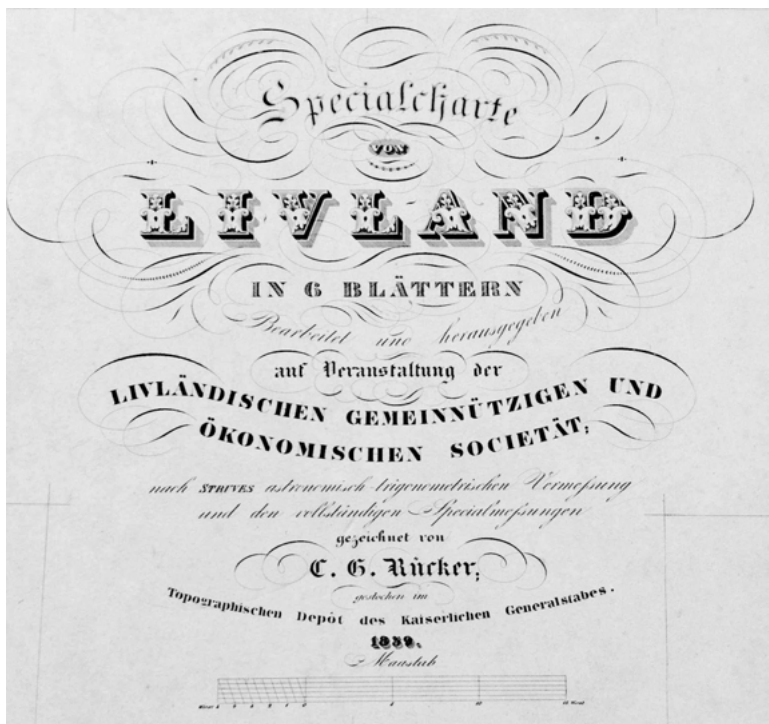 Specialcharte
VON
LIVLAND
IN 6 BLÄTTERN
Bearbeitet und herausgegeben
auf Veranstaltung der
LIVLÄNDISCHEN GEMEINNÜTZIGEN UND
ÖKONOMISCHEN SOCIETÄT;
nach STRUVES astronomisch-trigonometrischen Vermeſsung
und den vollständigen Specialmeſsungen
gezeichnet von
C. G. Rücker;
gestochen im
Topographischen Depôt des Kaiserlichen Generalstabes.
1839.
Maastab